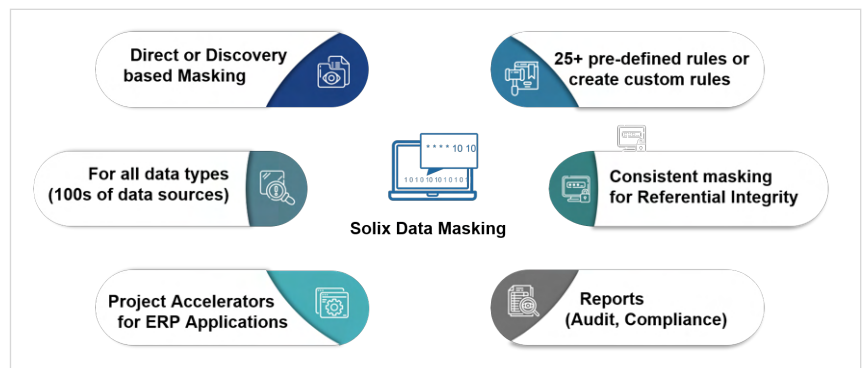 Direct or Discovery
based Masking
25+ pre-defined rules or
create custom rules
For all data types
(100s of data sources)
* * * * 10 10
1 0 1 0 1 0 1 0 1 0 1 0 1
Solix Data Masking
Consistent masking
for Referential Integrity
Project Accelerators
for ERP Applications
Reports
(Audit, Compliance)